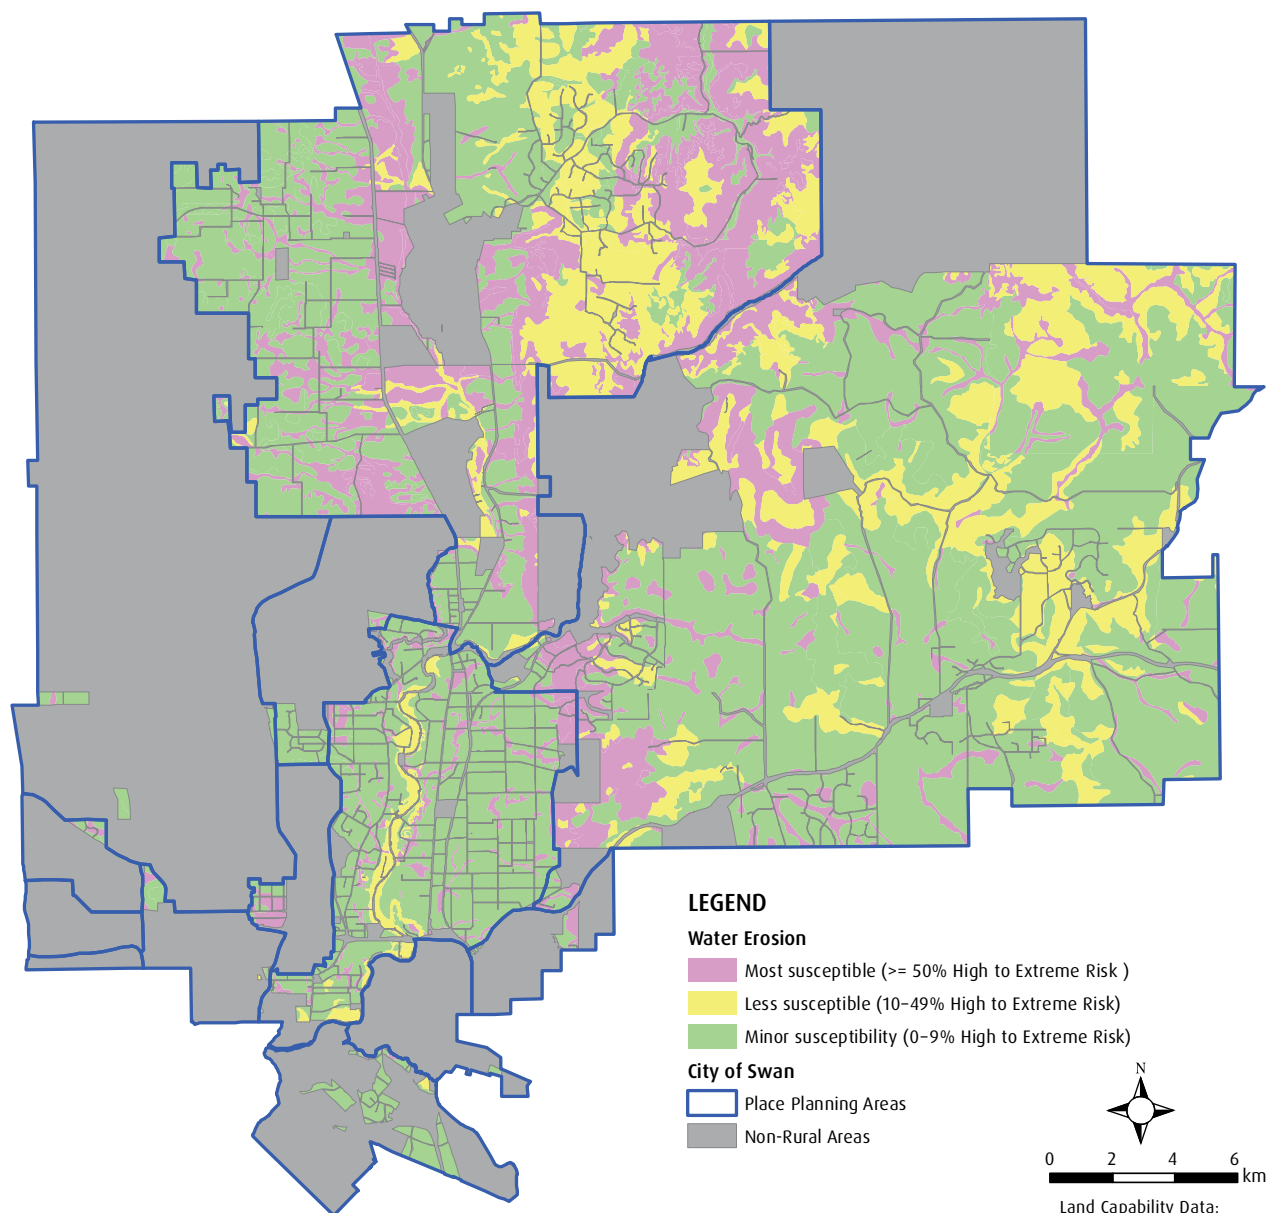 LEGEND
Water Erosion
Most susceptible (>= 50% High to Extreme Risk )
Less susceptible (10–49% High to Extreme Risk)
Minor susceptibility (0–9% High to Extreme Risk)
City of Swan
Place Planning Areas
Non-Rural Areas
N
0 2 4 6
km
Land Capability Data: